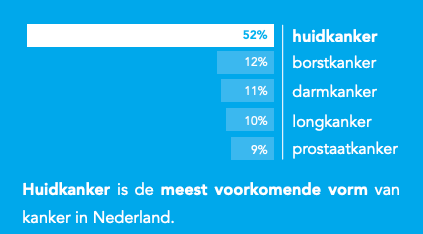 52% huidkanker
12% borstkanker
11% darmkanker
10% longkanker
9% prostaatkanker
Huidkanker is de meest voorkomende vorm van
kanker in Nederland.